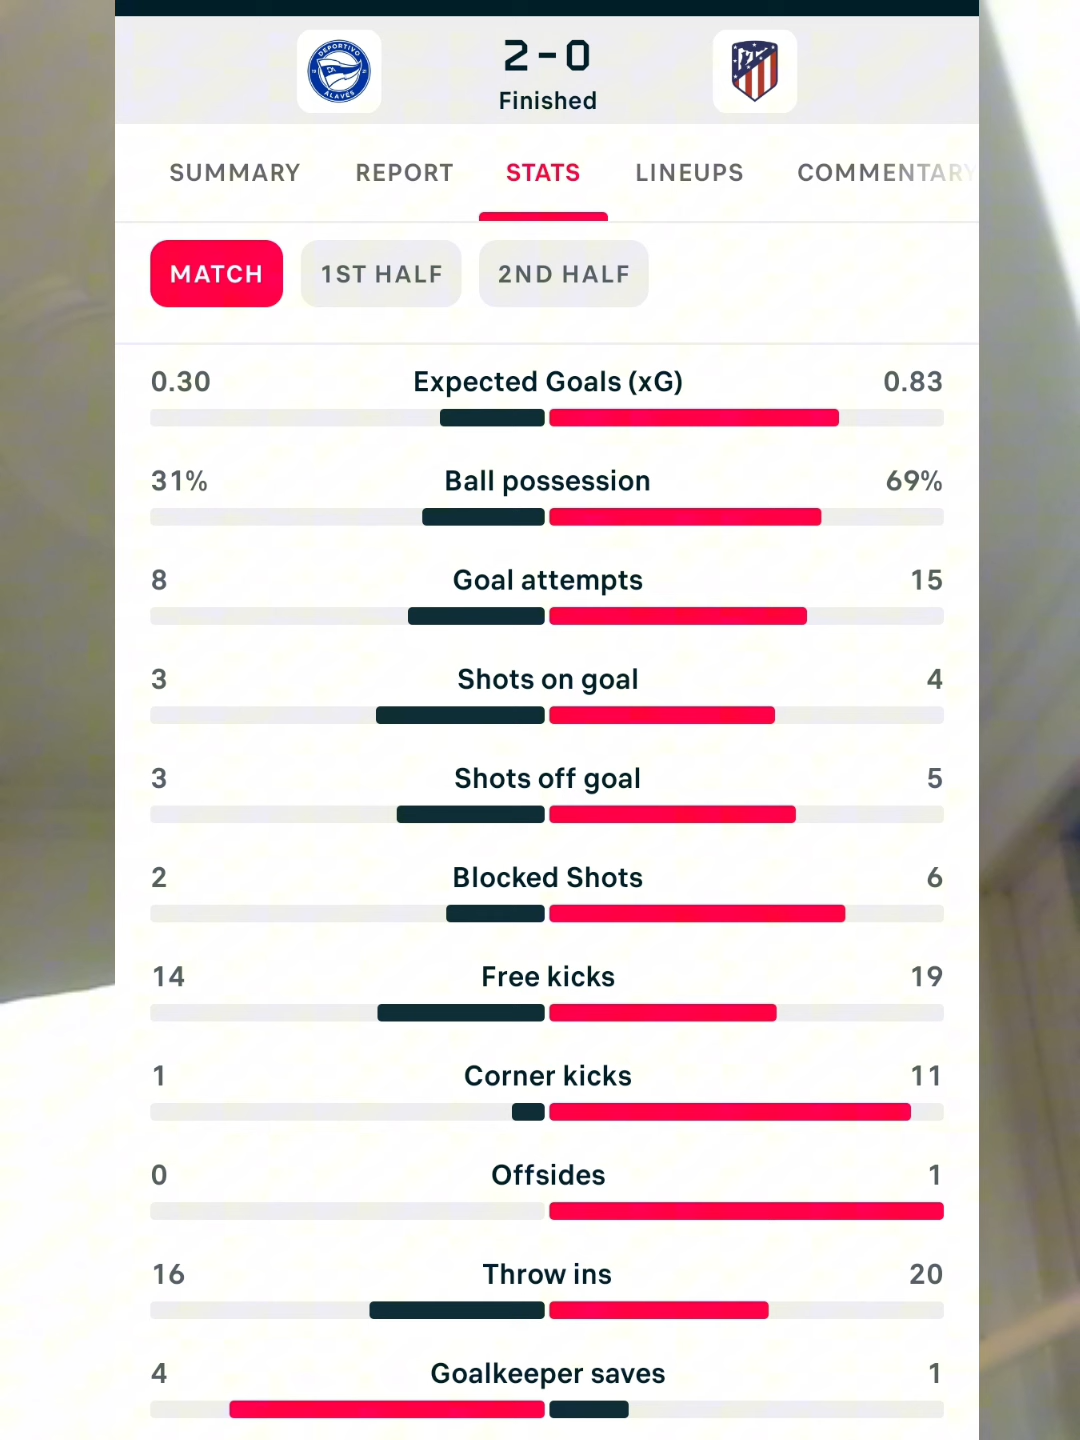 DEPORTIVO
ALAVÉS
2-0
Finished
SUMMARY REPORT STATS LINEUPS COMMENTARY
MATCH 1ST HALF 2ND HALF
0.30 Expected Goals (xG) 0.83
31% Ball possession 69%
8 Goal attempts 15
3 Shots on goal 4
3 Shots off goal 5
2 Blocked Shots 6
14 Free kicks 19
1 Corner kicks 11
0 Offsides 1
16 Throw ins 20
4 Goalkeeper saves 1